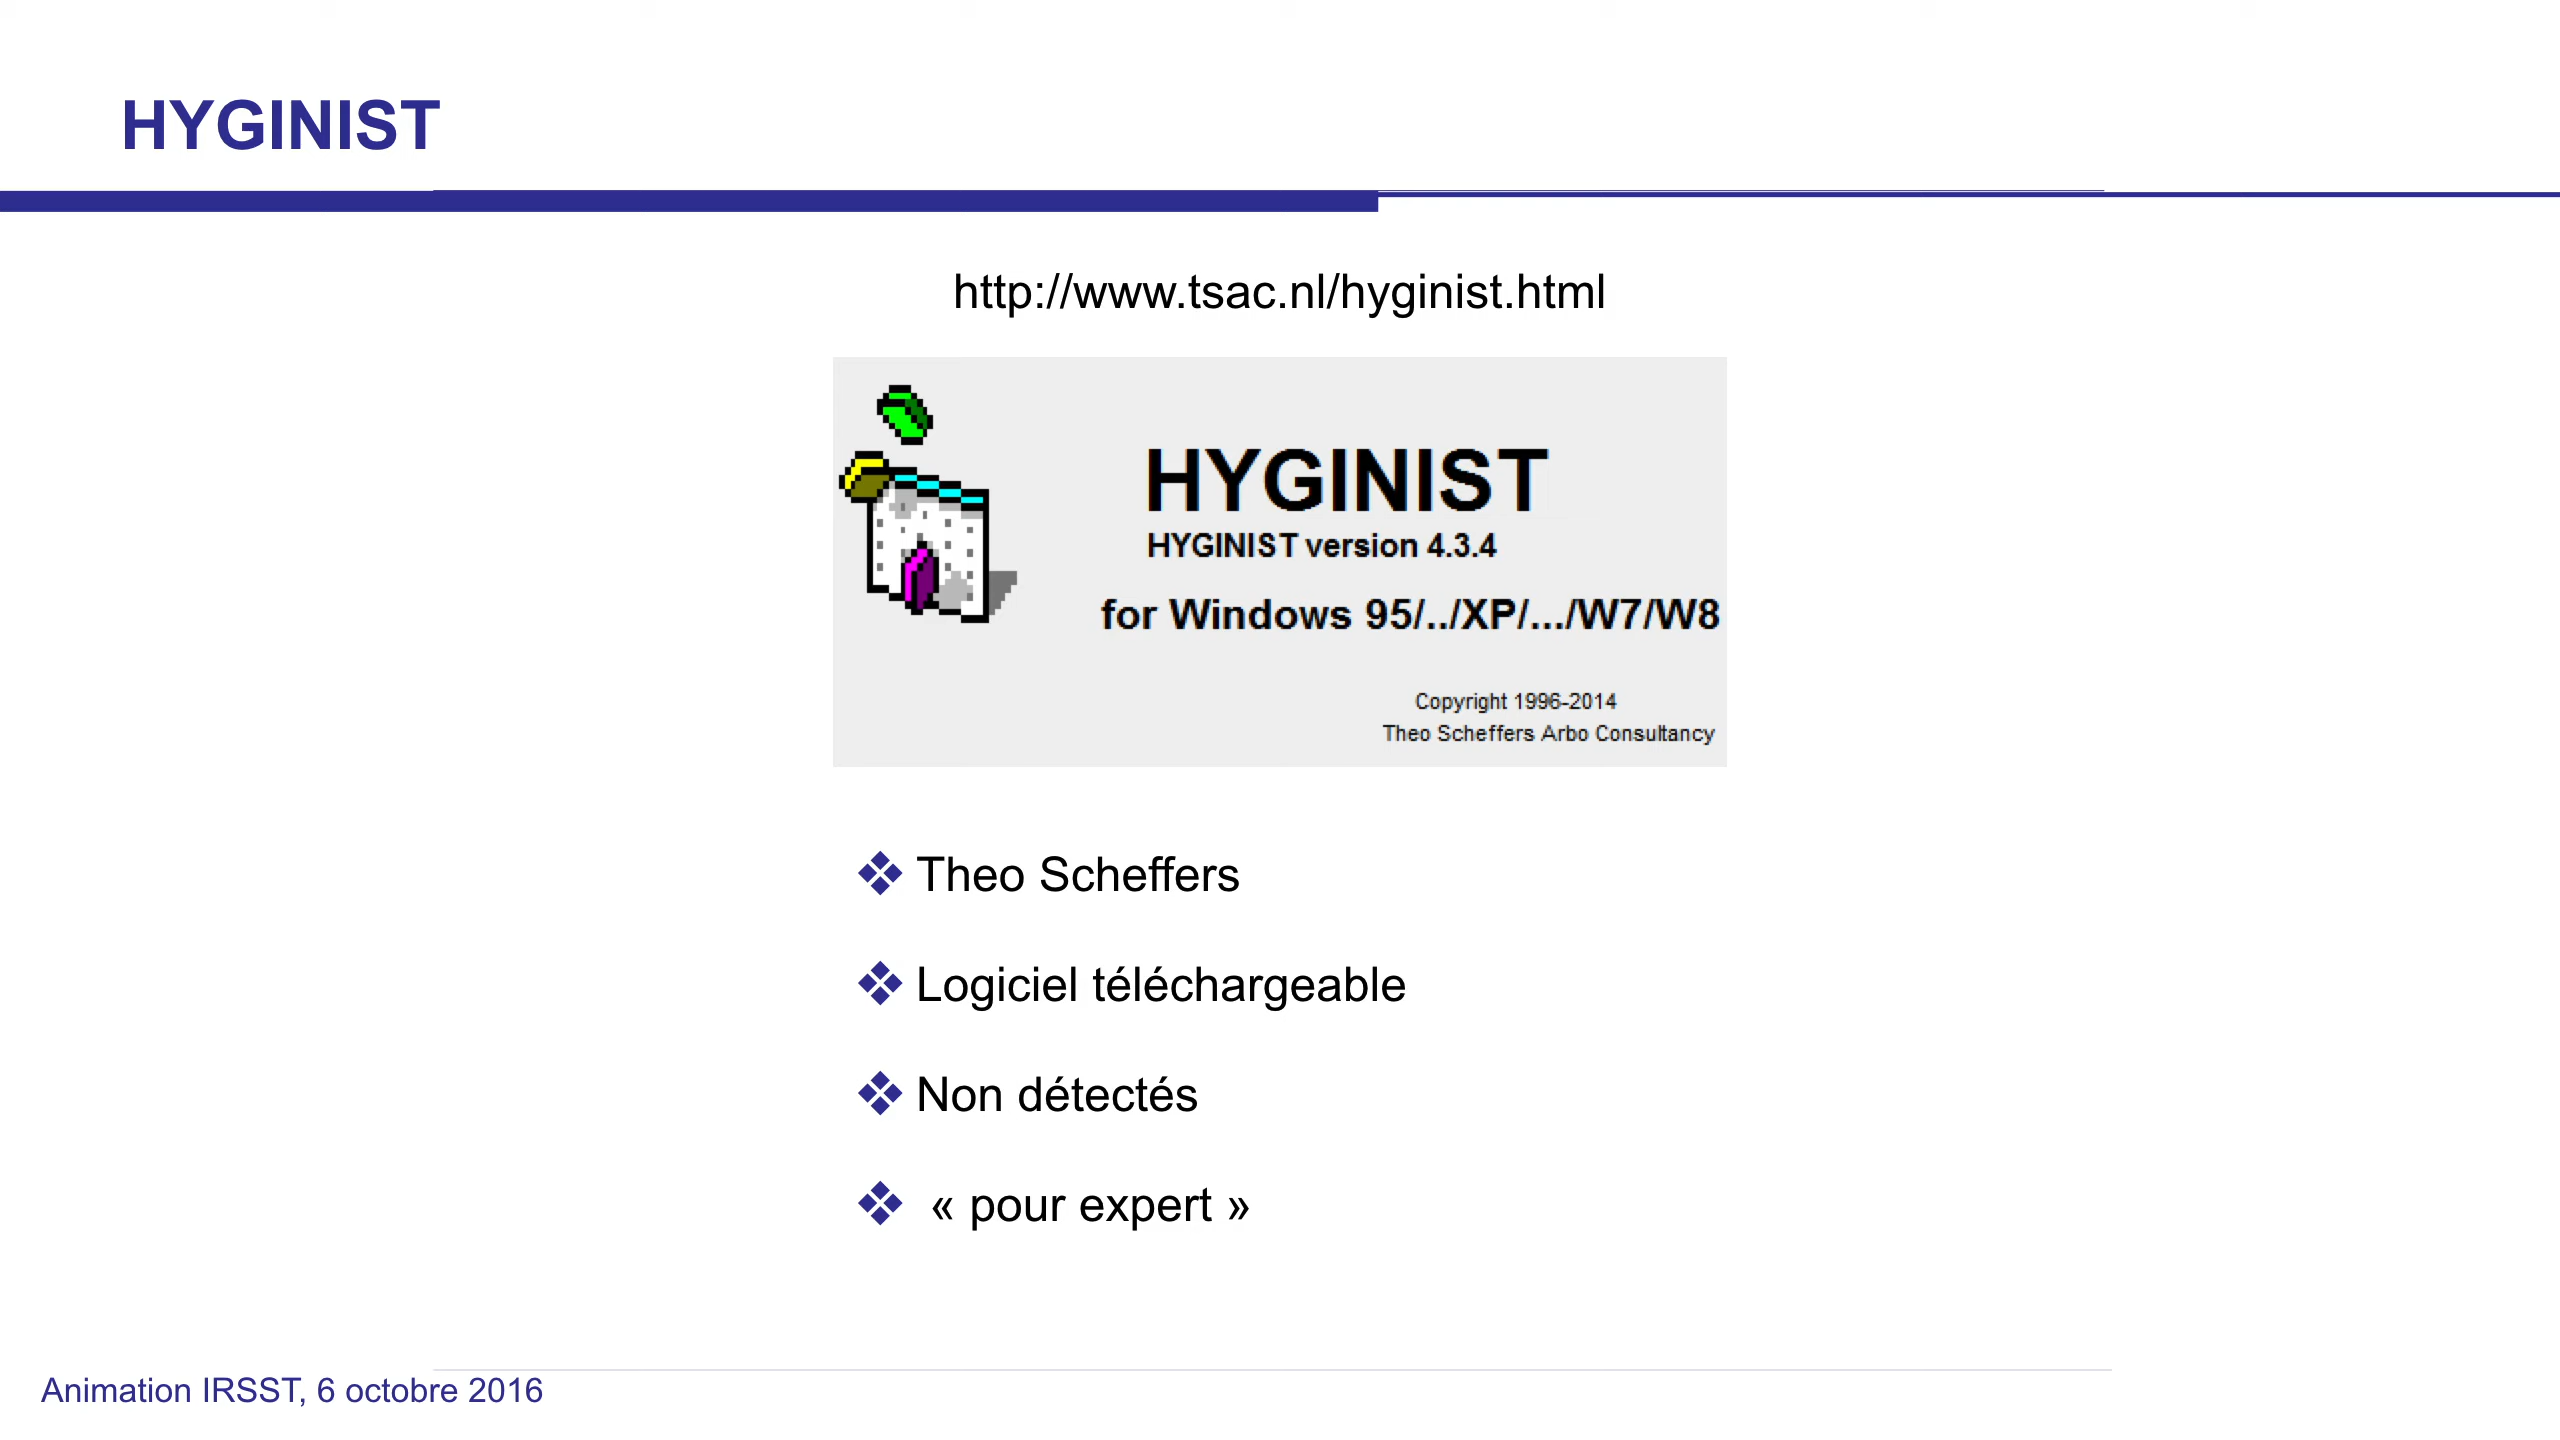 HYGINIST
http://www.tsac.nl/hyginist.html
HYGINIST
HYGINIST version 4.3.4
for Windows 95/../XP/.../W7/W8
Copyright 1996-2014
Theo Scheffers Arbo Consultancy
❖ Theo Scheffers
❖ Logiciel téléchargeable
❖ Non détectés
❖ « pour expert »
Animation IRSST, 6 octobre 2016